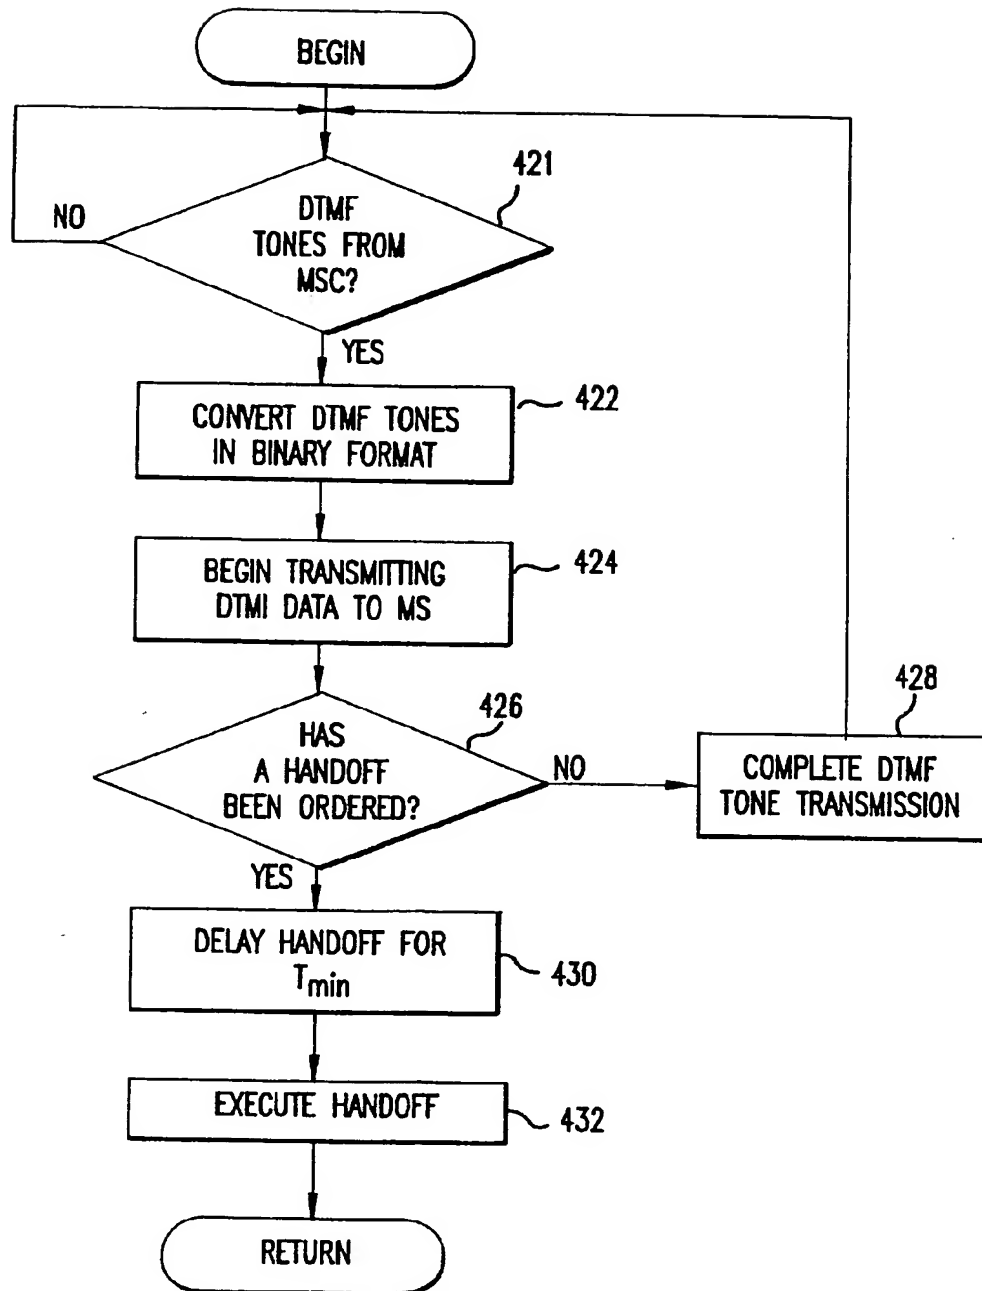 BEGIN
421
DTMF
TONES FROM
MSC?
NO
YES
422
CONVERT DTMF TONES
IN BINARY FORMAT
424
BEGIN TRANSMITTING
DTMI DATA TO MS
426
HAS
A HANDOFF
BEEN ORDERED?
NO
428
COMPLETE DTMF
TONE TRANSMISSION
YES
DELAY HANDOFF FOR
Tmin
430
EXECUTE HANDOFF
432
RETURN